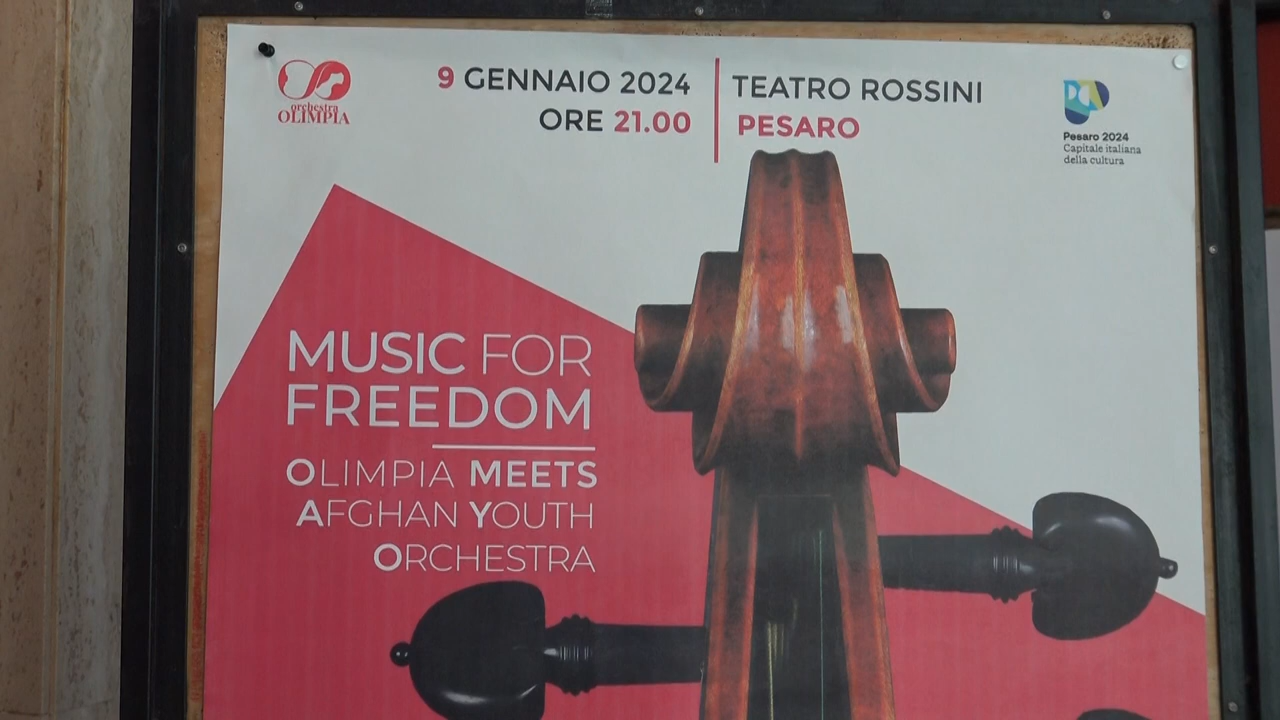 orchestra
OLIMPIA
9 GENNAIO 2024
ORE 21.00
TEATRO ROSSINI
PESARO
Pesaro 2024
Capitale italiana
della cultura
MUSIC FOR
FREEDOM
OLIMPIA MEETS
AFGHAN YOUTH
ORCHESTRA